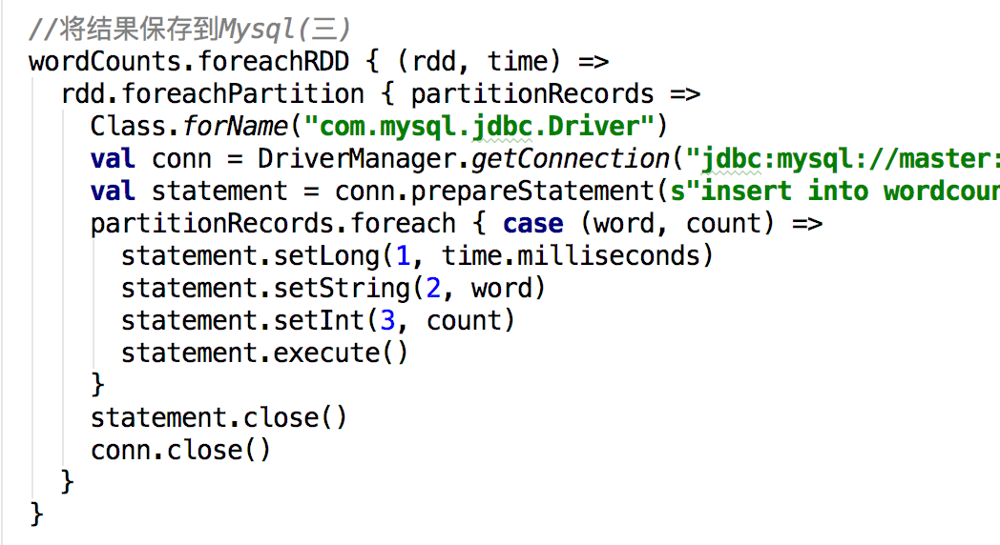 //将结果保存到Mysql(三)
wordCounts.foreachRDD { (rdd, time) =>
rdd.foreachPartition { partitionRecords =>
Class.forName("com.mysql.jdbc.Driver")
val conn = DriverManager.getConnection("jdbc:mysql://master:
val statement = conn.prepareStatement(s"insert into wordcoun
partitionRecords.foreach { case (word, count) =>
statement.setLong(1, time.milliseconds)
statement.setString(2, word)
statement.setInt(3, count)
statement.execute()
}
statement.close()
conn.close()
}
}